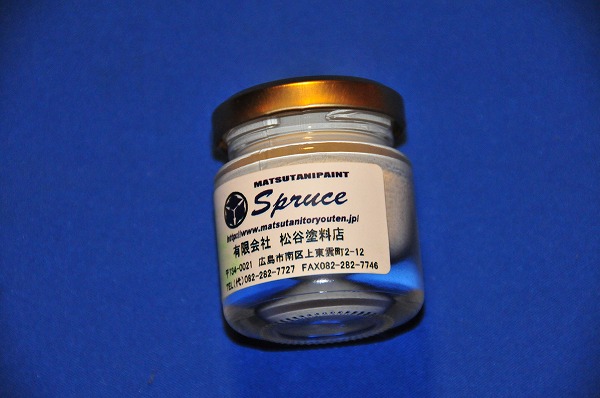 MATSUTANIPAINT
Spruce
https://www.matsutanitoryouten.jp/
有限会社 松谷塗料店
〒734-0021 広島市南区上東雲町2-12
TEL(代)082-282-7727 FAX082-282-7746